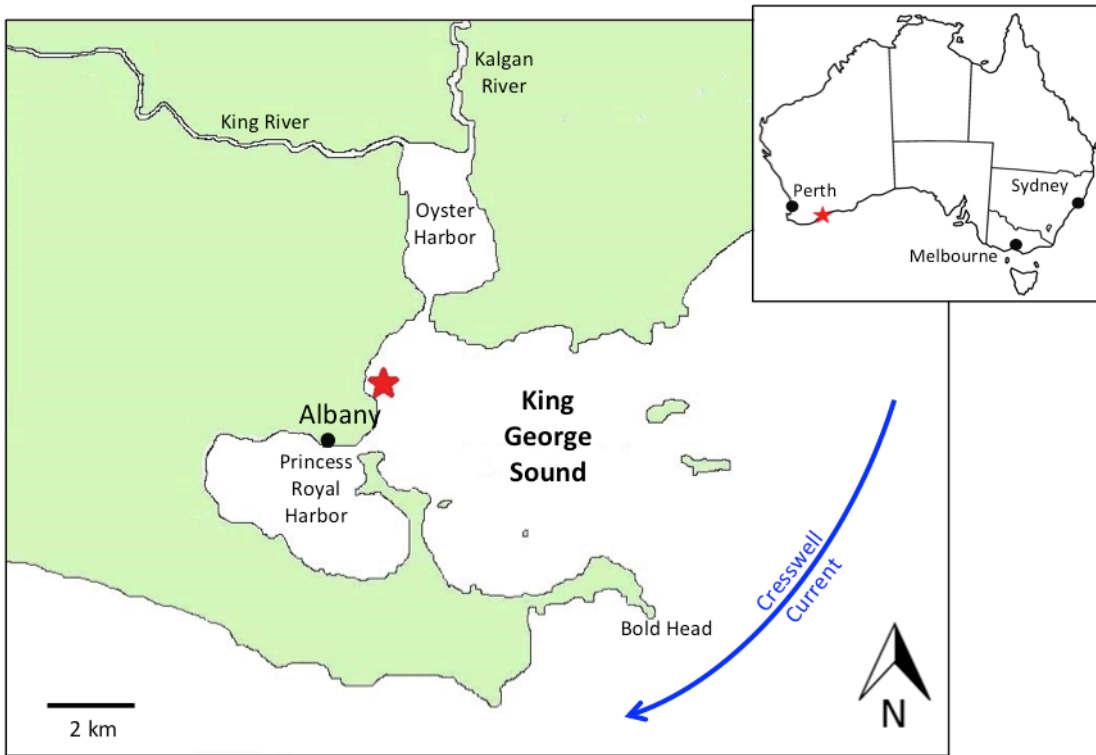 Kalgan
River
King River
Oyster
Harbor
Albany
Princess
Royal
Harbor
King
George
Sound
Bold Head
Cresswell
Current
2 km
N
Perth
Sydney
Melbourne